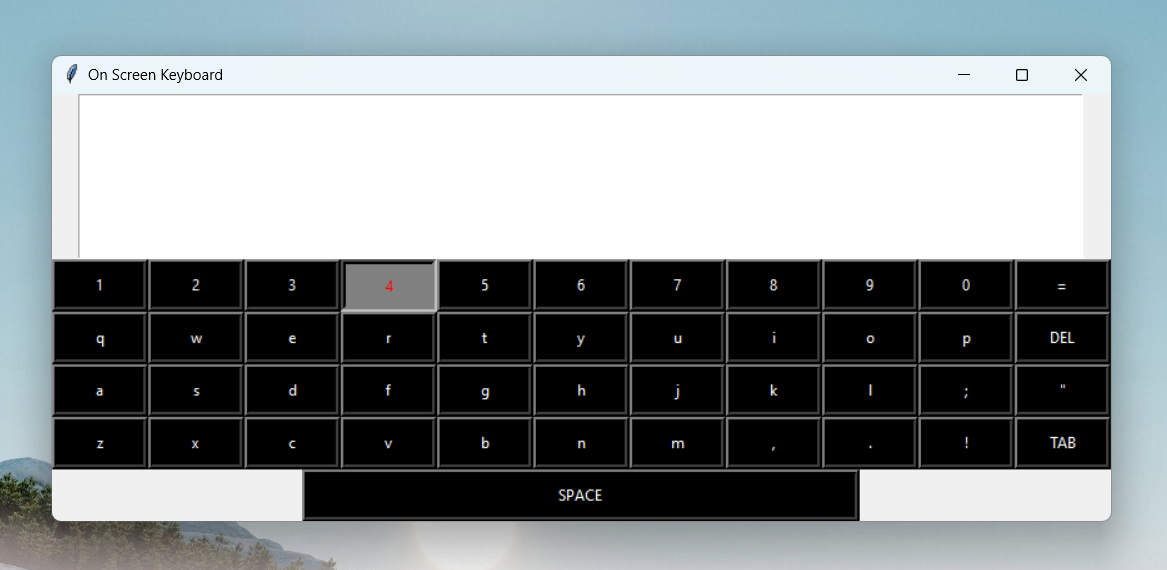 On Screen Keyboard
1 2 3 4 5 6 7 8 9 0 =
q w e r t y u i o p DEL
a s d f g h j k l ; "
z x c v b n m , . ! TAB
SPACE